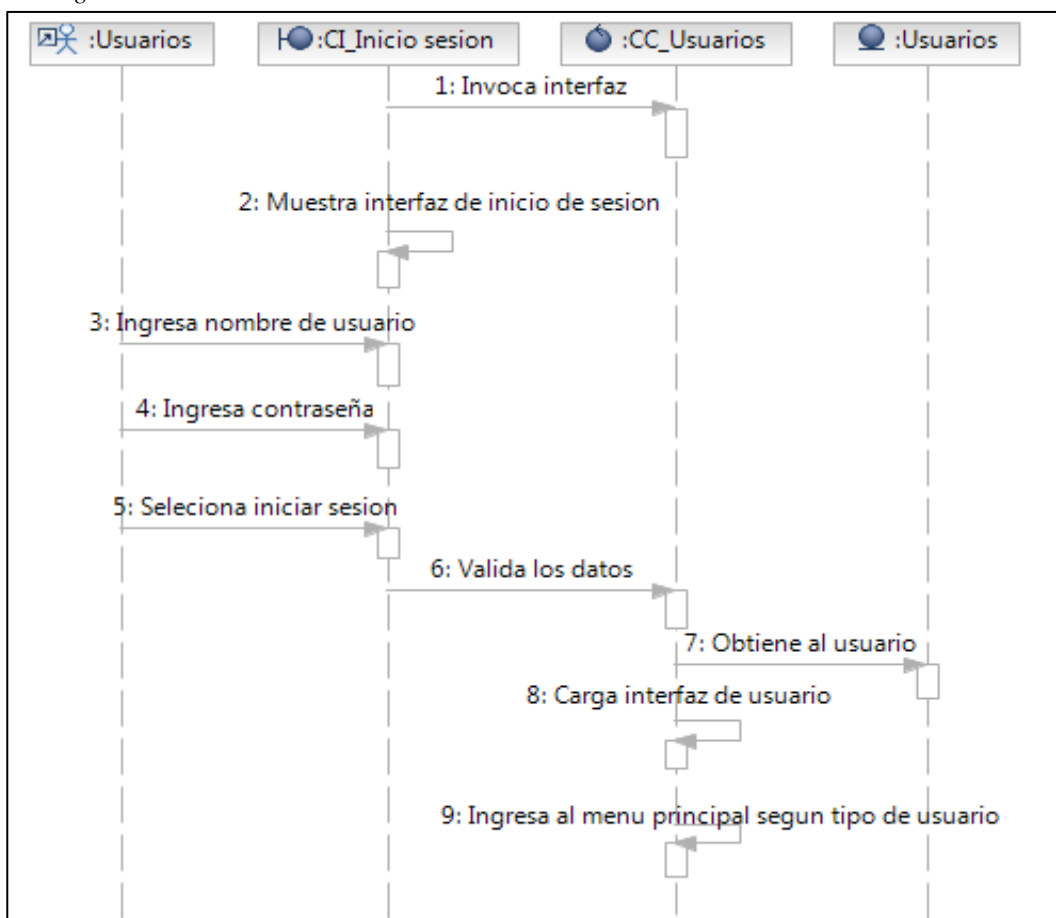 :Usuarios
:CI_Inicio sesion
:CC_Usuarios
:Usuarios
1: Invoca interfaz
2: Muestra interfaz de inicio de sesion
3: Ingresa nombre de usuario
4: Ingresa contraseña
5: Seleciona iniciar sesion
6: Valida los datos
7: Obtiene al usuario
8: Carga interfaz de usuario
9: Ingresa al menu principal segun tipo de usuario